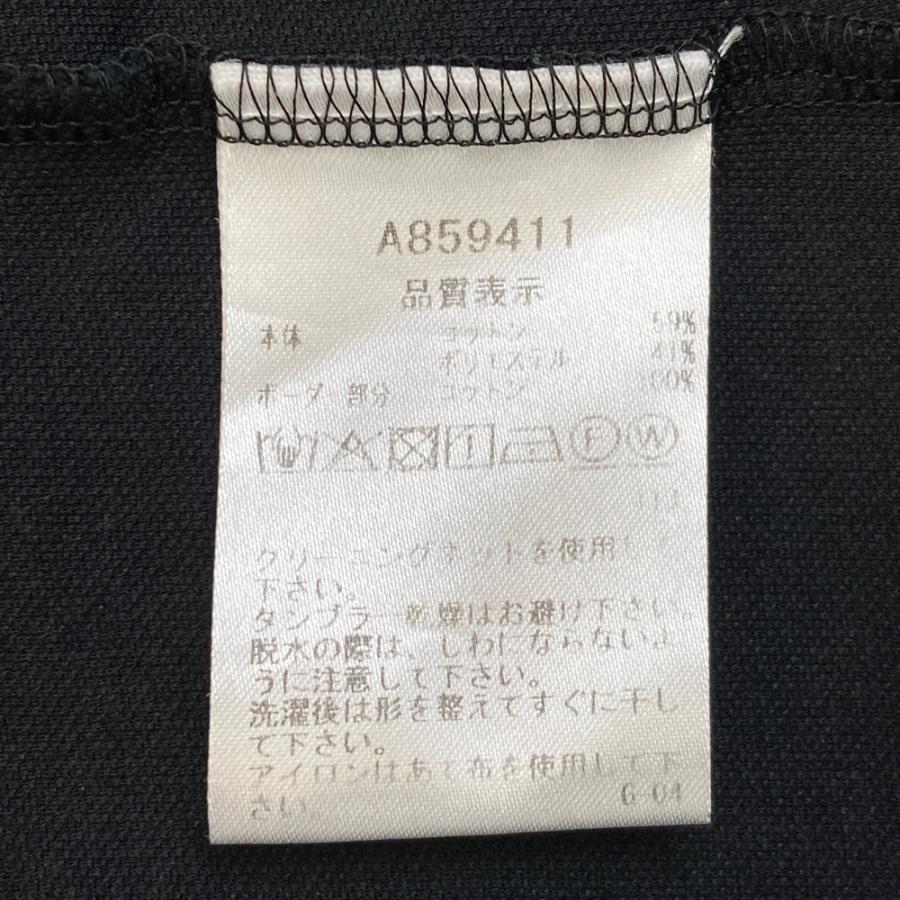 A859411
品質表示
本体 コットン 59%
ポリエステル 41%
ボーダー部分 コットン 100%
F W
クリーニングネットを使用して
下さい。
タンブラー乾燥はお避け下さい。
脱水の際は、しわにならないよ
うに注意して下さい。
洗濯後は形を整えてすぐに干し
て下さい。
アイロンはあて布を使用して下
さい。 6-04